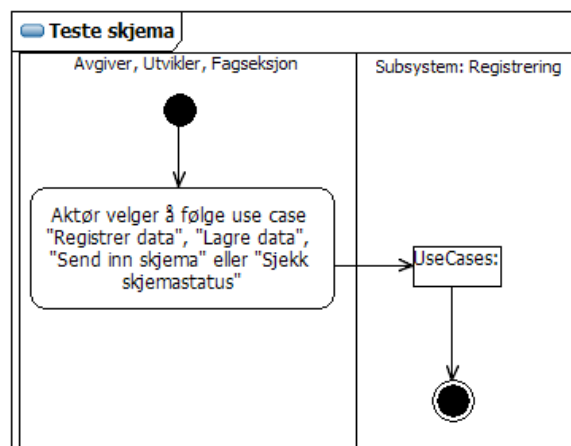 Teste skjema
Avgiver, Utvikler, Fagseksjon
Subsystem: Registrering
Aktør velger å følge use case
"Registrer data", "Lagre data",
"Send inn skjema" eller "Sjekk
skjemastatus"
UseCases: